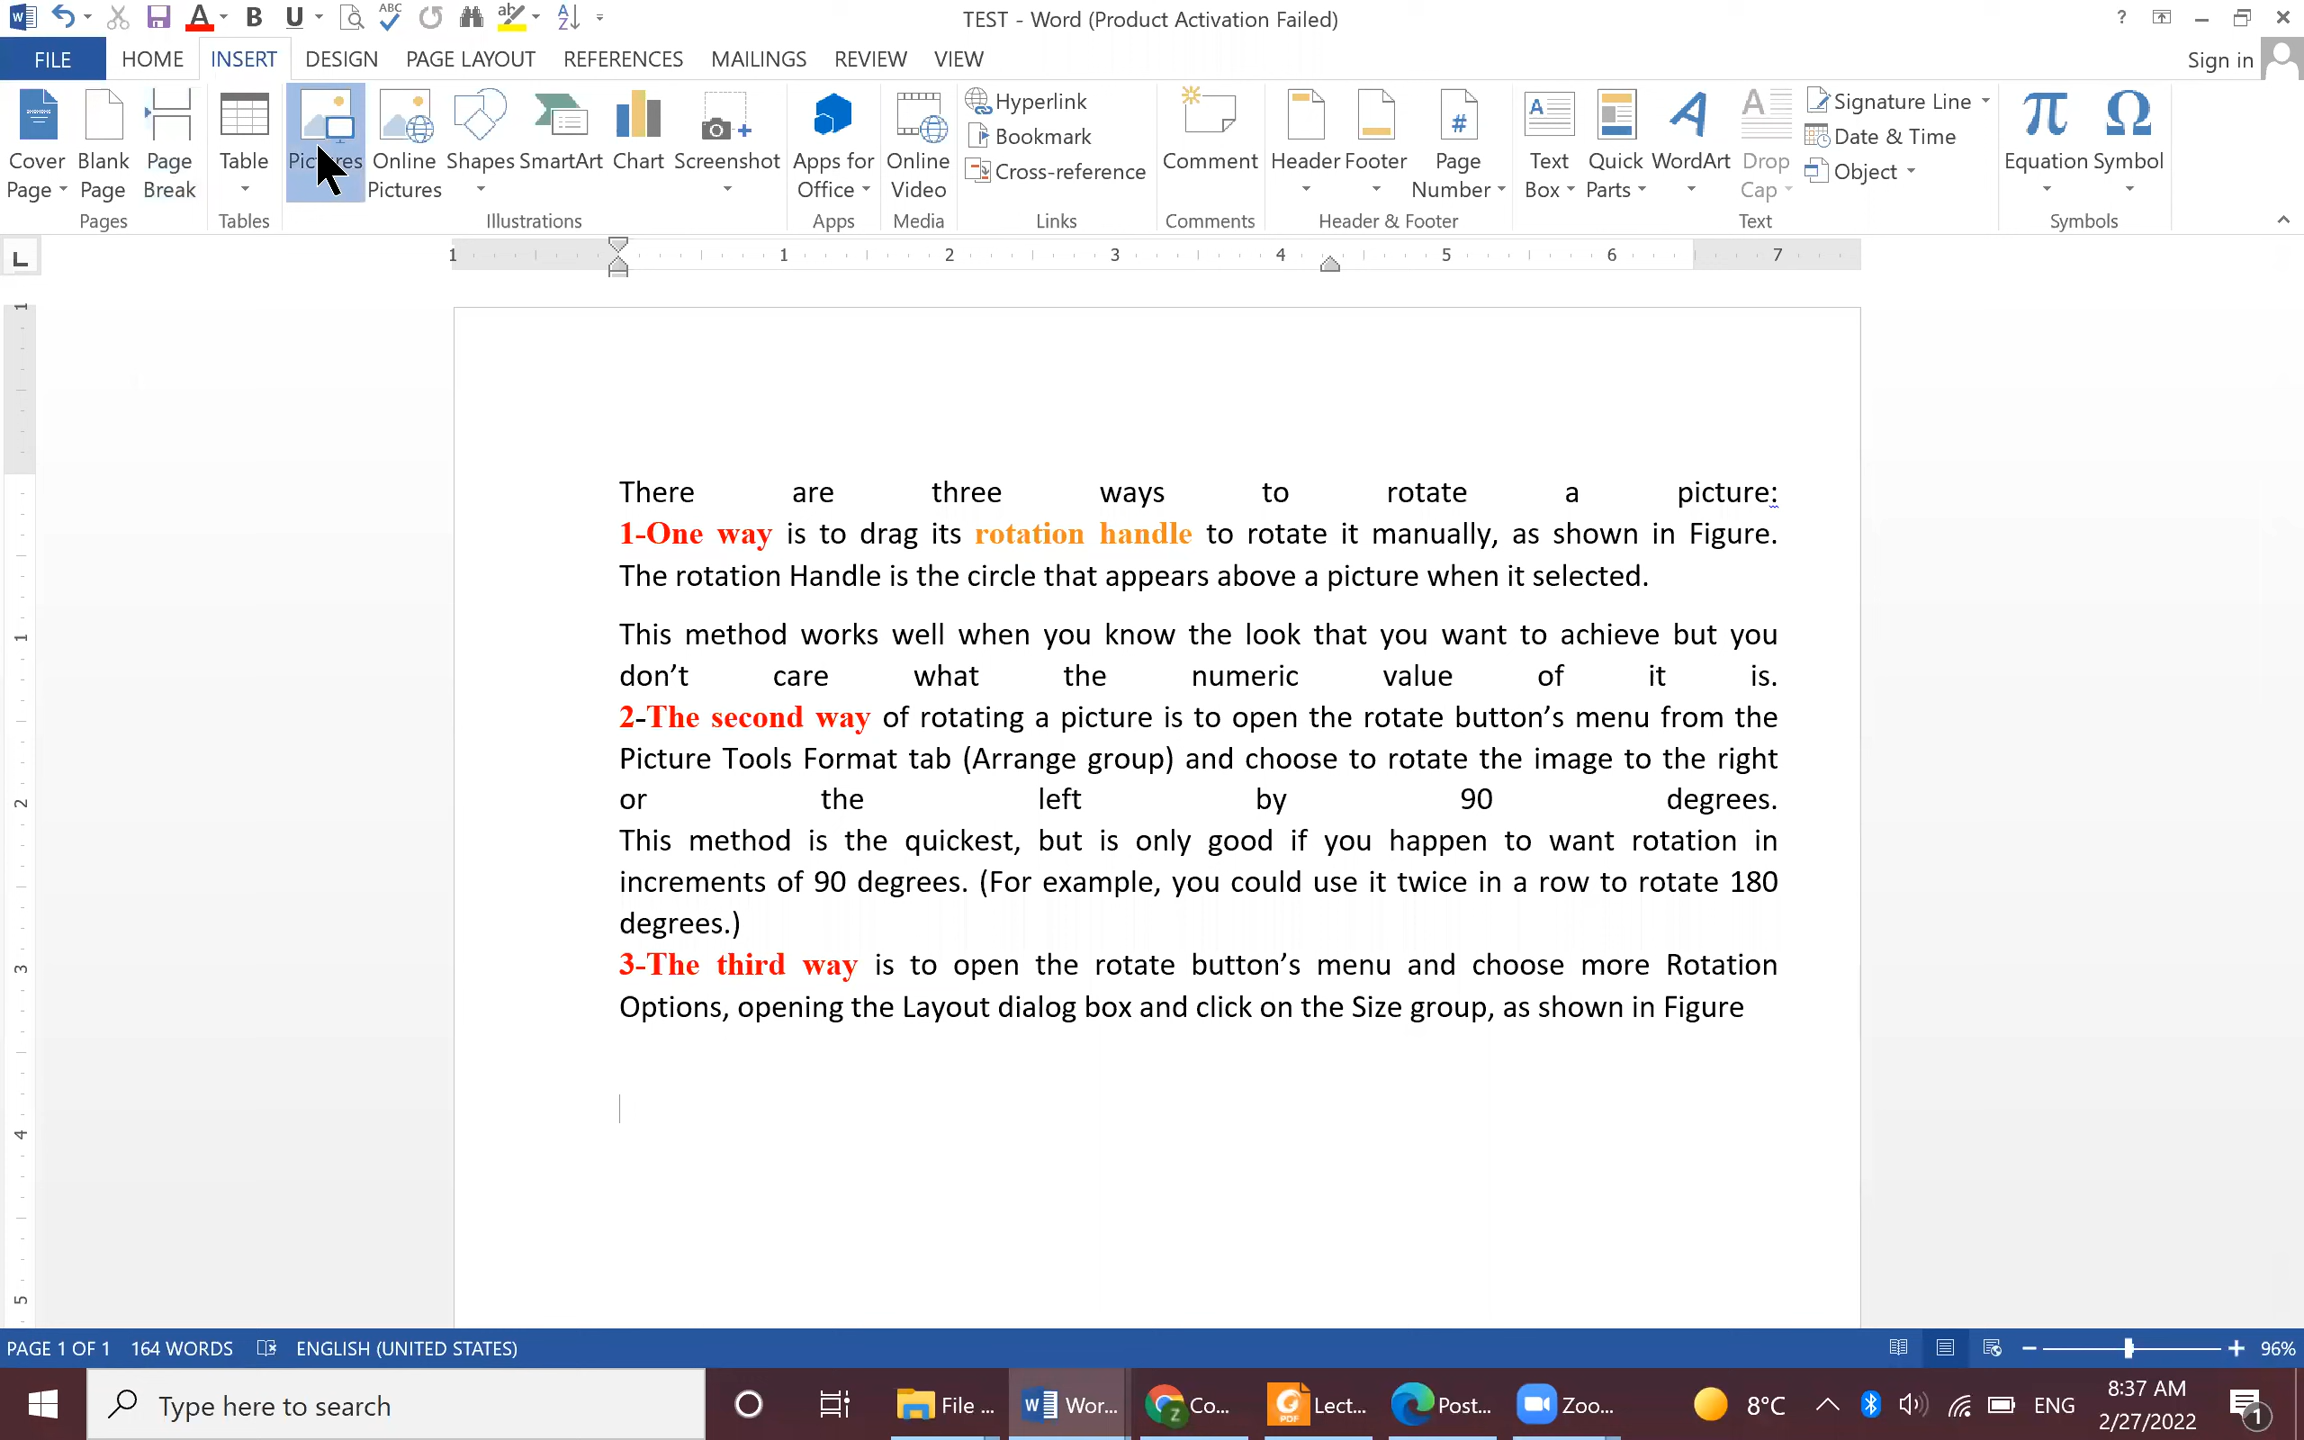 TEST - Word (Product Activation Failed)
FILE HOME INSERT DESIGN PAGE LAYOUT REFERENCES MAILINGS REVIEW VIEW
Sign in
Cover Page
Blank Page
Page Break
Pages
Table
Tables
Pictures
Online Pictures
Shapes
SmartArt
Chart
Screenshot
Illustrations
Apps for Office
Apps
Online Video
Media
Hyperlink
Bookmark
Cross-reference
Links
Comment
Comments
Header
Footer
Page Number
Header & Footer
Text Box
Quick Parts
WordArt
Drop Cap
Signature Line
Date & Time
Object
Text
Equation
Symbol
Symbols
1 1 2 3 4 5 6 7
There are three ways to rotate a picture:
1-One way is to drag its rotation handle to rotate it manually, as shown in Figure.
The rotation Handle is the circle that appears above a picture when it selected.
This method works well when you know the look that you want to achieve but you
don’t care what the numeric value of it is.
2-The second way of rotating a picture is to open the rotate button’s menu from the
Picture Tools Format tab (Arrange group) and choose to rotate the image to the right
or the left by 90 degrees.
This method is the quickest, but is only good if you happen to want rotation in
increments of 90 degrees. (For example, you could use it twice in a row to rotate 180
degrees.)
3-The third way is to open the rotate button’s menu and choose more Rotation
Options, opening the Layout dialog box and click on the Size group, as shown in Figure
PAGE 1 OF 1 164 WORDS ENGLISH (UNITED STATES) 96%
Type here to search
File ... Wor... Co... Lect... Post... Zoo...
8°C ENG
8:37 AM
2/27/2022
1